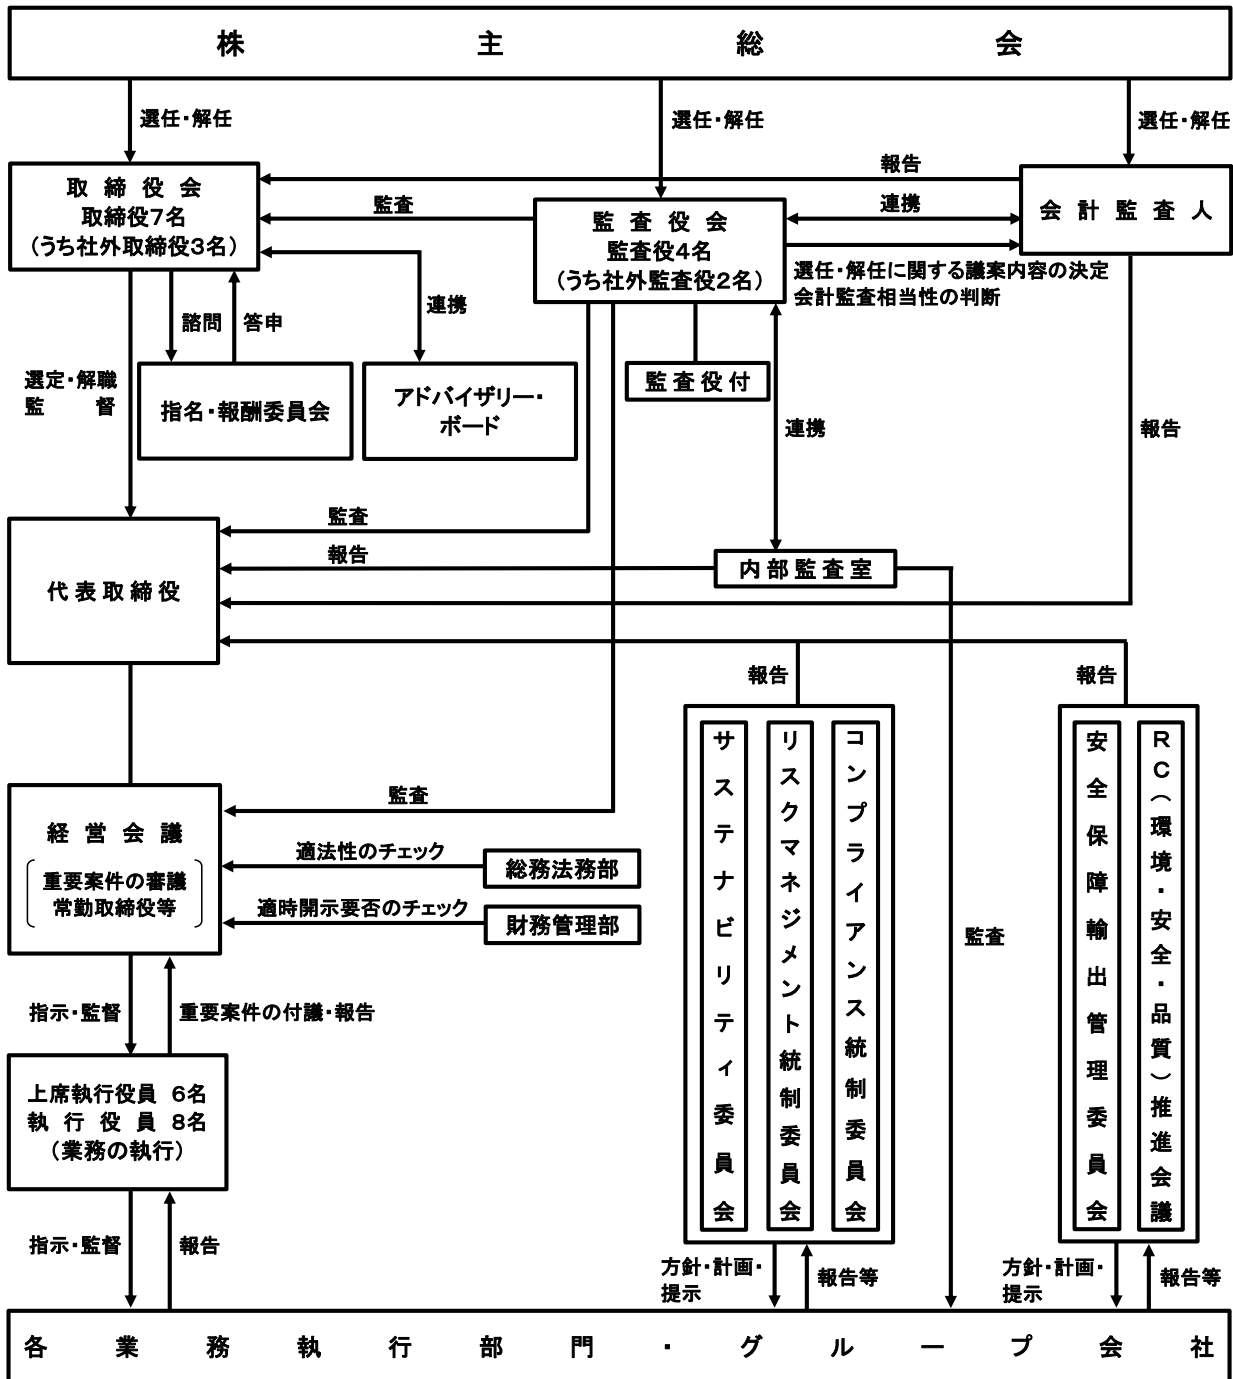 株主総会
選任・解任
選任・解任
選任・解任
取締役会
取締役7名
(うち社外取締役3名)
監査
報告
監査役会
監査役4名
(うち社外監査役2名)
連携
会計監査人
選任・解任に関する議案内容の決定
会計監査相当性の判断
諮問
答申
連携
選定・解職
監督
指名・報酬委員会
アドバイザリー・
ボード
監査役付
連携
報告
監査
報告
内部監査室
代表取締役
報告
報告
経営会議
重要案件の審議
常勤取締役等
監査
適法性のチェック
総務法務部
適時開示要否のチェック
財務管理部
サステナビリティ委員会
リスクマネジメント統制委員会
コンプライアンス統制委員会
監査
安全保障輸出管理委員会
RC(環境・安全・品質)推進会議
指示・監督
重要案件の付議・報告
上席執行役員 6名
執行役員 8名
(業務の執行)
指示・監督
報告
方針・計画・
提示
報告等
方針・計画・
提示
報告等
各業務執行部門・グループ会社